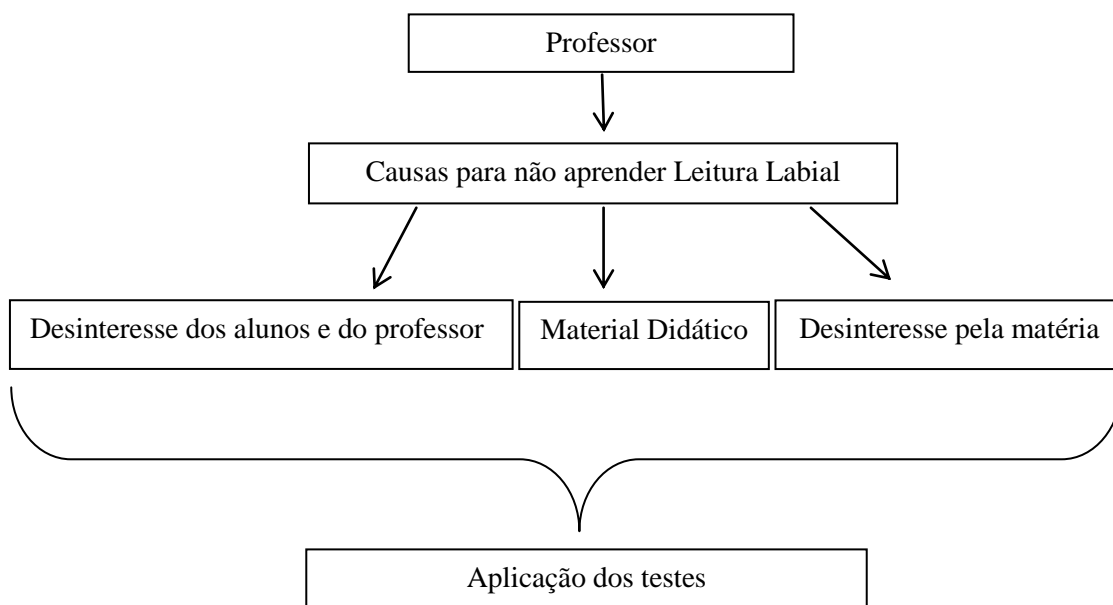 Professor
Causas para não aprender Leitura Labial
Desinteresse dos alunos e do professor
Material Didático
Desinteresse pela matéria
Aplicação dos testes